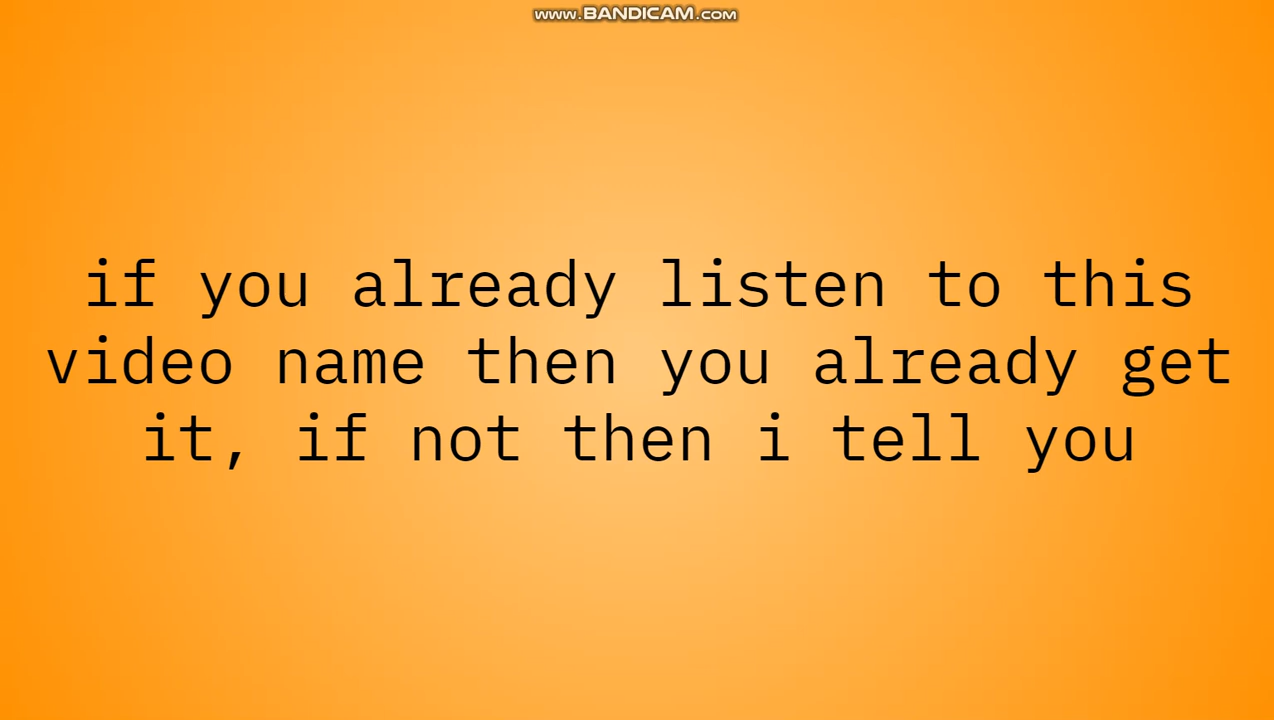 www.BANDICAM.com
if you already listen to this
video name then you already get
it, if not then i tell you